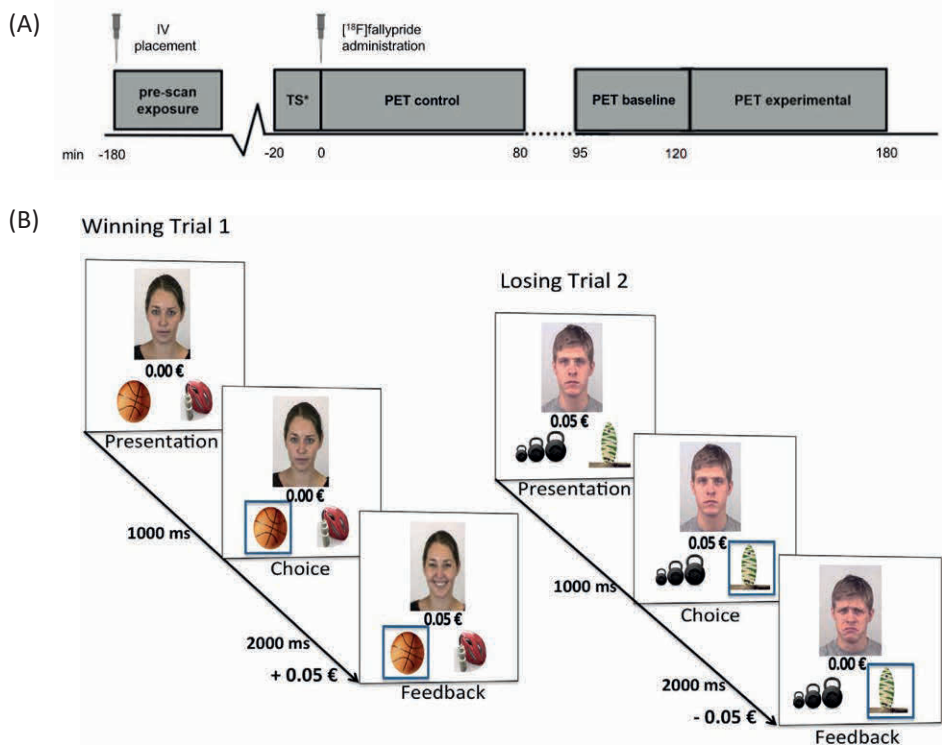 (A)
IV
placement
[¹⁸F]fallypride
administration
pre-scan
exposure
TS*
PET control
PET baseline
PET experimental
min -180 -20 0 80 95 120 180
(B)
Winning Trial 1
0.00 €
Presentation
0.00 €
Choice
0.05 €
Feedback
1000 ms
2000 ms
+ 0.05 €
Losing Trial 2
0.05 €
Presentation
0.05 €
Choice
0.00 €
Feedback
1000 ms
2000 ms
- 0.05 €